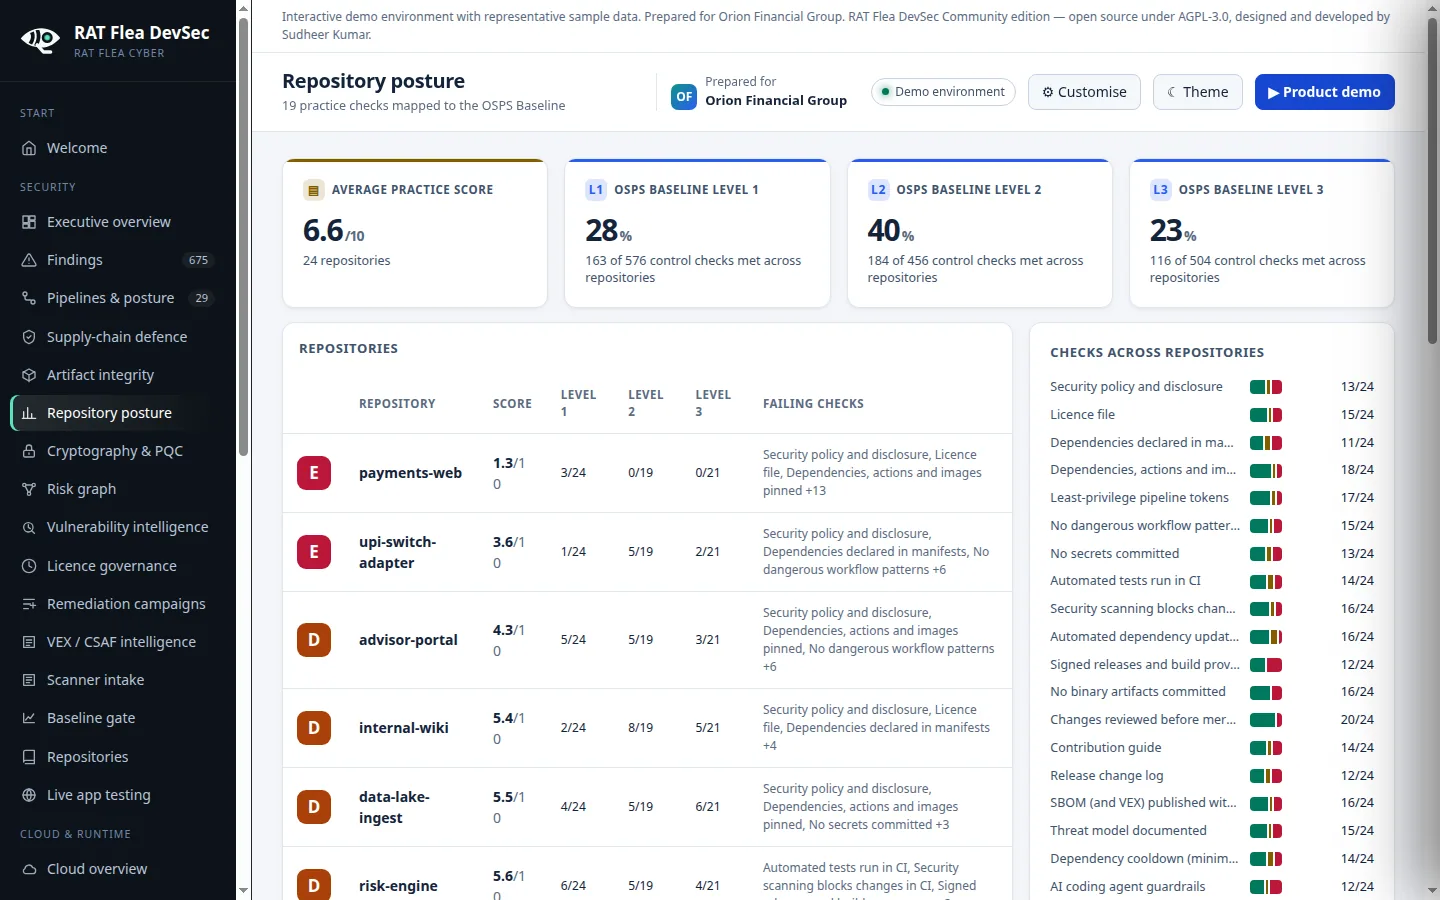 RAT Flea DevSec
RAT FLEA CYBER
START
Welcome
SECURITY
Executive overview
Findings 675
Pipelines & posture 29
Supply-chain defence
Artifact integrity
Repository posture
Cryptography & PQC
Risk graph
Vulnerability intelligence
Licence governance
Remediation campaigns
VEX / CSAF intelligence
Scanner intake
Baseline gate
Repositories
Live app testing
CLOUD & RUNTIME
Cloud overview
Interactive demo environment with representative sample data. Prepared for Orion Financial Group. RAT Flea DevSec Community edition — open source under AGPL-3.0, designed and developed by
Sudheer Kumar.
Repository posture
19 practice checks mapped to the OSPS Baseline
OF
Prepared for
Orion Financial Group
Demo environment
Customise
Theme
Product demo
AVERAGE PRACTICE SCORE
6.6/10
24 repositories
L1 OSPS BASELINE LEVEL 1
28%
163 of 576 control checks met across
repositories
L2 OSPS BASELINE LEVEL 2
40%
184 of 456 control checks met across
repositories
L3 OSPS BASELINE LEVEL 3
23%
116 of 504 control checks met across
repositories
REPOSITORIES
REPOSITORY SCORE LEVEL 1 LEVEL 2 LEVEL 3 FAILING CHECKS
E payments-web 1.3/10 3/24 0/19 0/21
Security policy and disclosure, Licence
file, Dependencies, actions and images
pinned +13
E upi-switch-adapter 3.6/10 1/24 5/19 2/21
Security policy and disclosure,
Dependencies declared in manifests, No
dangerous workflow patterns +6
D advisor-portal 4.3/10 5/24 5/19 3/21
Security policy and disclosure,
Dependencies, actions and images
pinned, No dangerous workflow patterns
+6
D internal-wiki 5.4/10 2/24 8/19 5/21
Security policy and disclosure, Licence
file, Dependencies declared in manifests
+4
D data-lake-ingest 5.5/10 4/24 5/19 6/21
Security policy and disclosure,
Dependencies, actions and images
pinned, No secrets committed +3
D risk-engine 5.6/10 6/24 5/19 4/21
Automated tests run in CI, Security
scanning blocks changes in CI, Signed
CHECKS ACROSS REPOSITORIES
Security policy and disclosure 13/24
Licence file 15/24
Dependencies declared in ma... 11/24
Dependencies, actions and im... 18/24
Least-privilege pipeline tokens 17/24
No dangerous workflow patter... 15/24
No secrets committed 13/24
Automated tests run in CI 14/24
Security scanning blocks chan... 16/24
Automated dependency updat... 16/24
Signed releases and build prov... 12/24
No binary artifacts committed 16/24
Changes reviewed before mer... 20/24
Contribution guide 14/24
Release change log 12/24
SBOM (and VEX) published wit... 16/24
Threat model documented 15/24
Dependency cooldown (minim... 14/24
AI coding agent guardrails 12/24